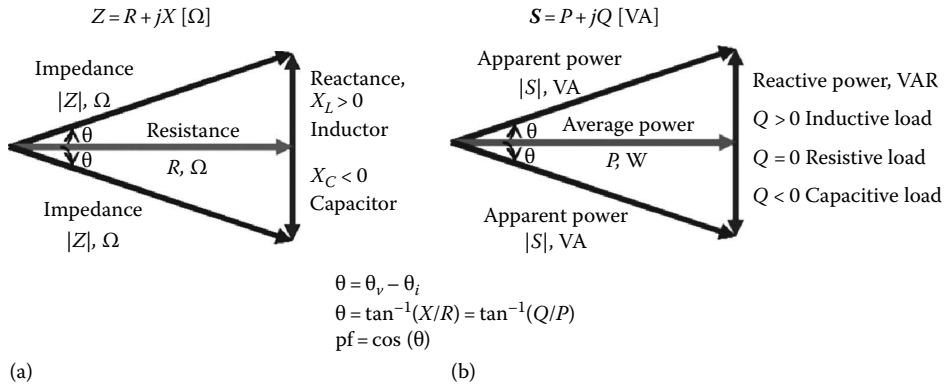 Z = R + jX [Ω]
Impedance
|Z|, Ω
θ
θ
Resistance
R, Ω
Impedance
|Z|, Ω
Reactance,
X_L > 0
Inductor
X_C < 0
Capacitor
S = P + jQ [VA]
Apparent power
|S|, VA
θ
θ
Average power
P, W
Apparent power
|S|, VA
Reactive power, VAR
Q > 0 Inductive load
Q = 0 Resistive load
Q < 0 Capacitive load
θ = θ_v − θ_i
θ = tan⁻¹(X/R) = tan⁻¹(Q/P)
pf = cos (θ)
(a)
(b)